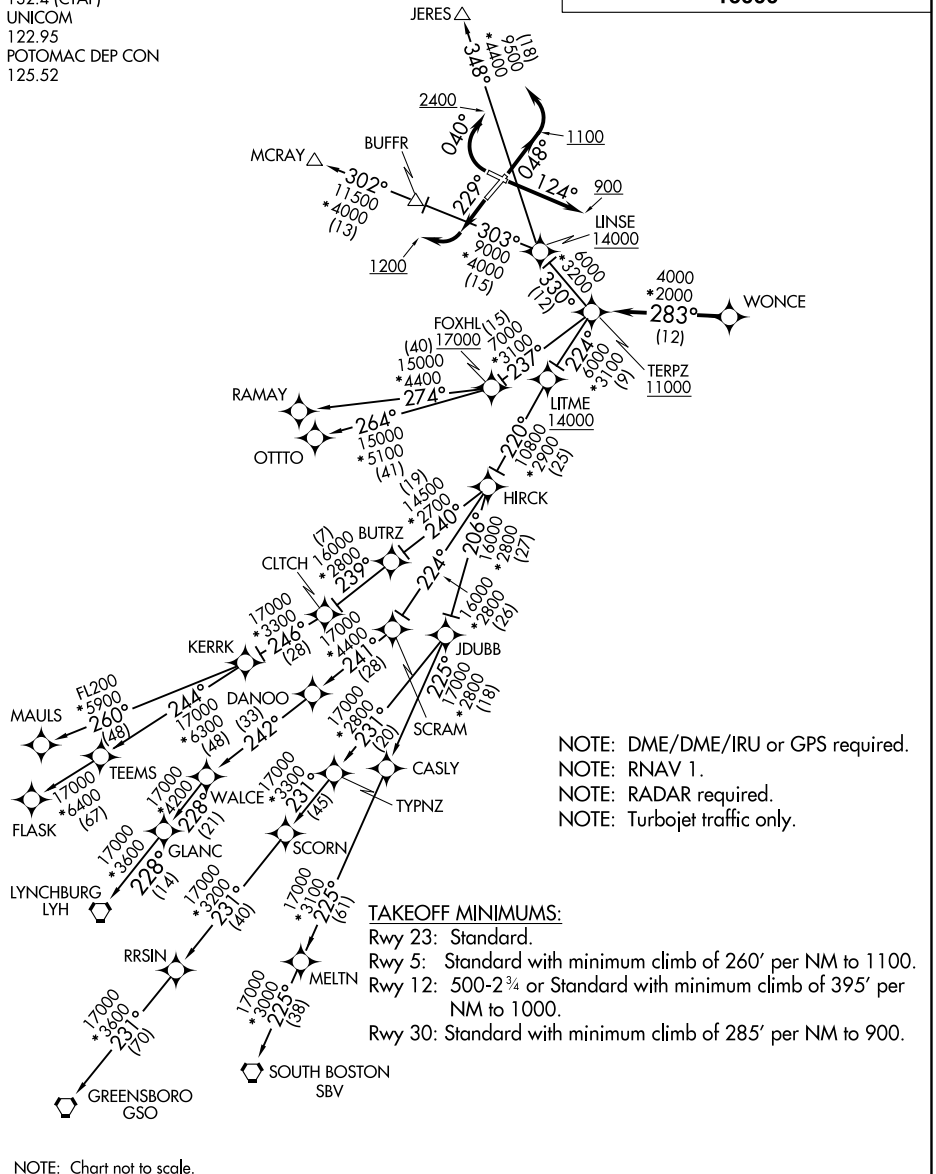 UNICOM
122.95
POTOMAC DEP CON
125.52
JERES
(18)
9500
*4400
348°
2400
040°
1100
048°
BUFFR
MCRAY
302°
11500
*4000
(13)
229°
124°
900
LINSE
14000
303°
9000
*4000
(15)
1200
6000
*3200
330°
(12)
4000
*2000
283°
(12)
WONCE
FOXHL
17000
(15)
7000
*3100
237°
224°
6000
*3100
(9)
TERPZ
11000
(40)
15000
*4400
274°
RAMAY
264°
15000
*5100
(41)
OTTTO
LITME
14000
220°
10800
*2900
(25)
HIRCK
(19)
14500
*2700
240°
BUTRZ
206°
16000
*2800
(27)
(7)
16000
*2800
239°
CLTCH
224°
16000
*2800
(26)
17000
*3300
246°
(28)
KERRK
17000
*4400
241°
(28)
JDUBB
225°
17000
*2800
(18)
FL200
*5900
260°
(48)
MAULS
244°
17000
*6300
(48)
DANOO
(33)
242°
SCRAM
17000
*2800
231°
(20)
CASLY
TYPNZ
TEEMS
17000
*6400
(67)
FLASK
WALCE
17000
*4200
228°
(21)
17000
*3300
231°
(45)
SCORN
GLANC
17000
*3600
228°
(14)
LYNCHBURG
LYH
17000
*3200
231°
(40)
17000
*3100
225°
(61)
RRSIN
MELTN
17000
*3600
231°
(70)
17000
*3000
225°
(38)
GREENSBORO
GSO
SOUTH BOSTON
SBV
NOTE: DME/DME/IRU or GPS required.
NOTE: RNAV 1.
NOTE: RADAR required.
NOTE: Turbojet traffic only.
TAKEOFF MINIMUMS:
Rwy 23: Standard.
Rwy 5: Standard with minimum climb of 260' per NM to 1100.
Rwy 12: 500-2¾ or Standard with minimum climb of 395' per
NM to 1000.
Rwy 30: Standard with minimum climb of 285' per NM to 900.
NOTE: Chart not to scale.